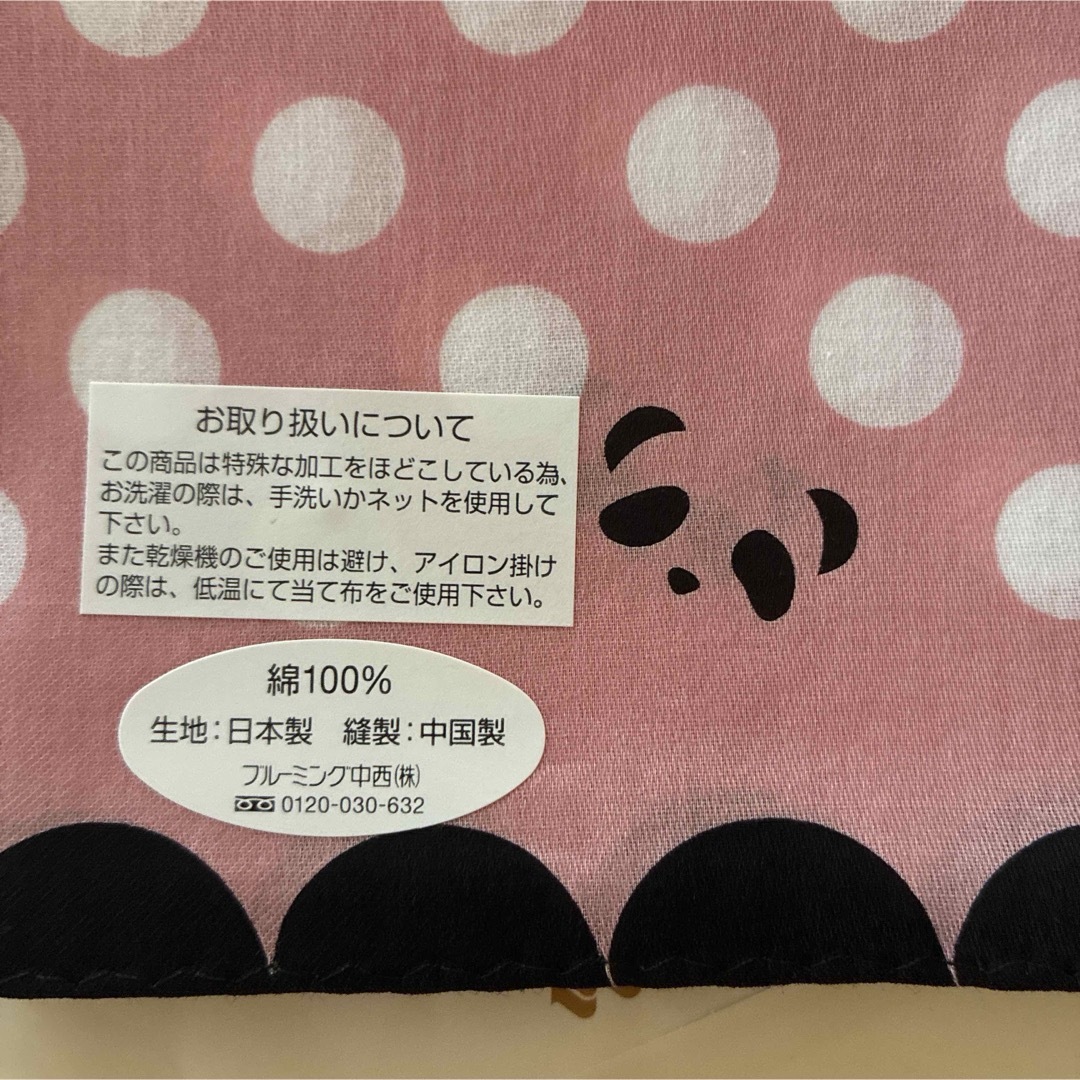 お取り扱いについて
この商品は特殊な加工をほどこしている為、
お洗濯の際は、手洗いかネットを使用して
下さい。
また乾燥機のご使用は避け、アイロン掛け
の際は、低温にて当て布をご使用下さい。
綿100%
生地：日本製　縫製：中国製
ブルーミング中西(株)
0120-030-632